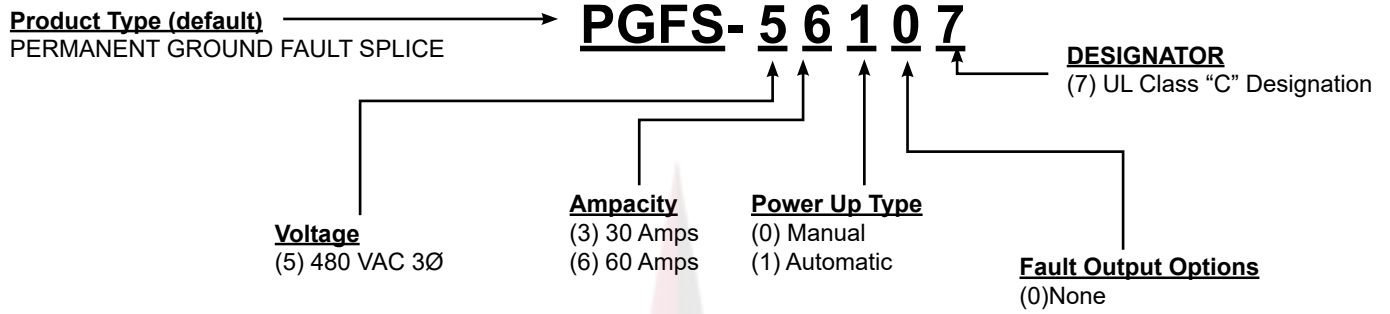 Product Type (default)
PERMANENT GROUND FAULT SPLICE
PGFS- 5 6 1 0 7
DESIGNATOR
(7) UL Class “C” Designation
Voltage
(5) 480 VAC 3Ø
Ampacity
(3) 30 Amps
(6) 60 Amps
Power Up Type
(0) Manual
(1) Automatic
Fault Output Options
(0)None